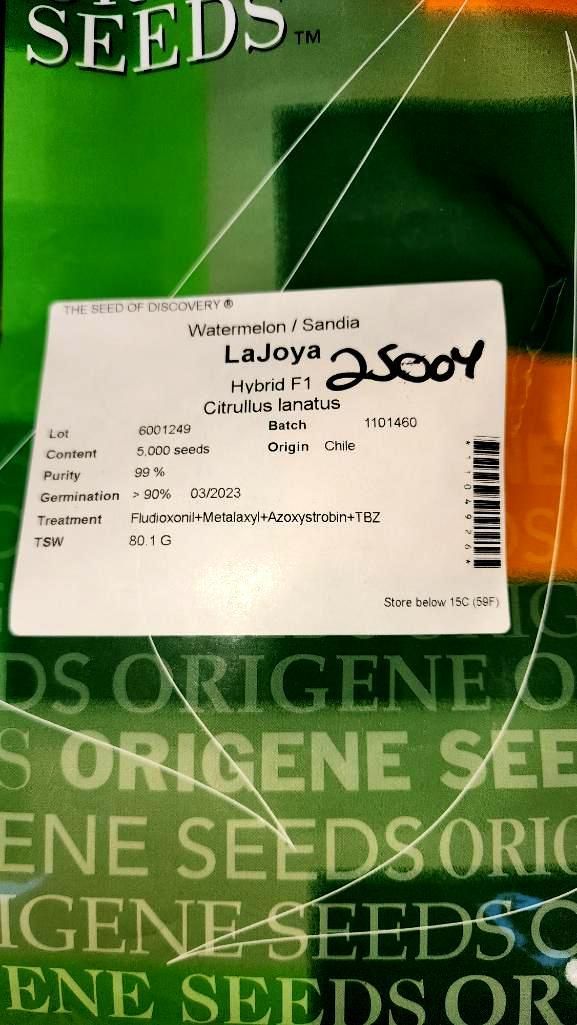 SEEDS™
THE SEED OF DISCOVERY ®
Watermelon / Sandia
LaJoya 25004
Hybrid F1
Citrullus lanatus
Lot 6001249 Batch 1101460
Content 5,000 seeds Origin Chile
Purity 99 %
Germination > 90% 03/2023
Treatment Fludioxonil+Metalaxyl+Azoxystrobin+TBZ
TSW 80.1 G
*1104926*
Store below 15C (59F)
DS ORIGENE O
S ORIGENE SEE
ENE SEEDS ORIG
IGENE SEEDS O
ENE SEEDS OR